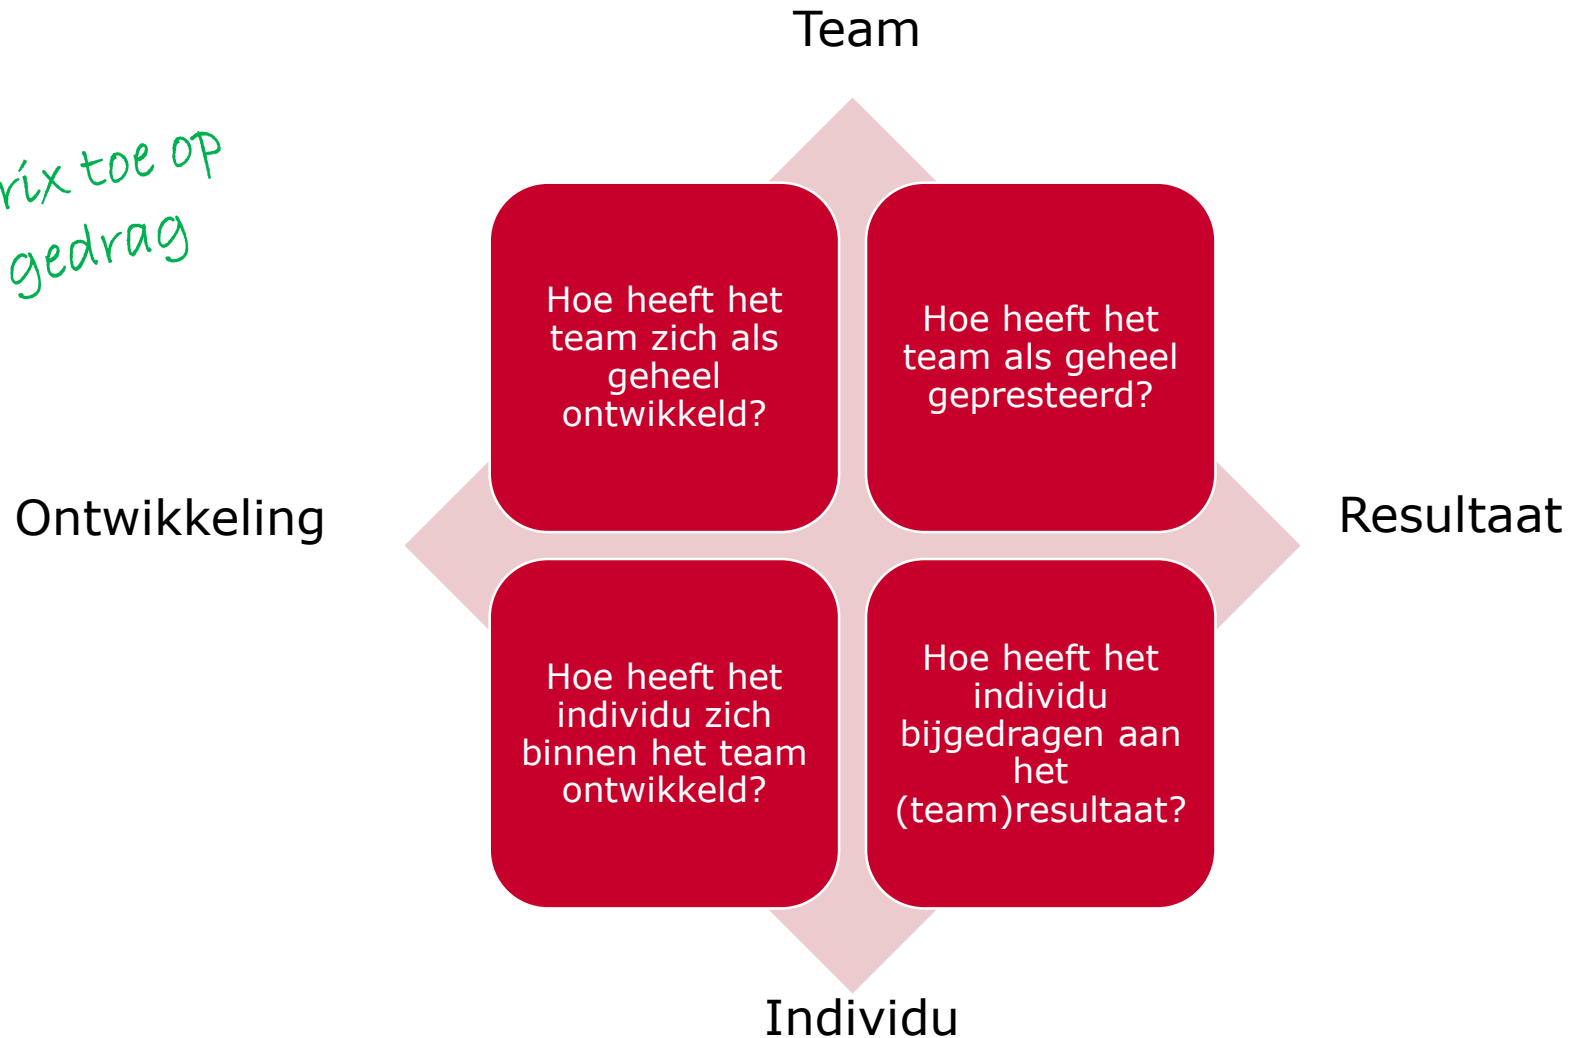 Team
toe op
gedrag
Hoe heeft het
team zich als
geheel
ontwikkeld?
Hoe heeft het
team als geheel
gepresteerd?
Ontwikkeling
Resultaat
Hoe heeft het
individu zich
binnen het team
ontwikkeld?
Hoe heeft het
individu
bijgedragen aan
het
(team)resultaat?
Individu